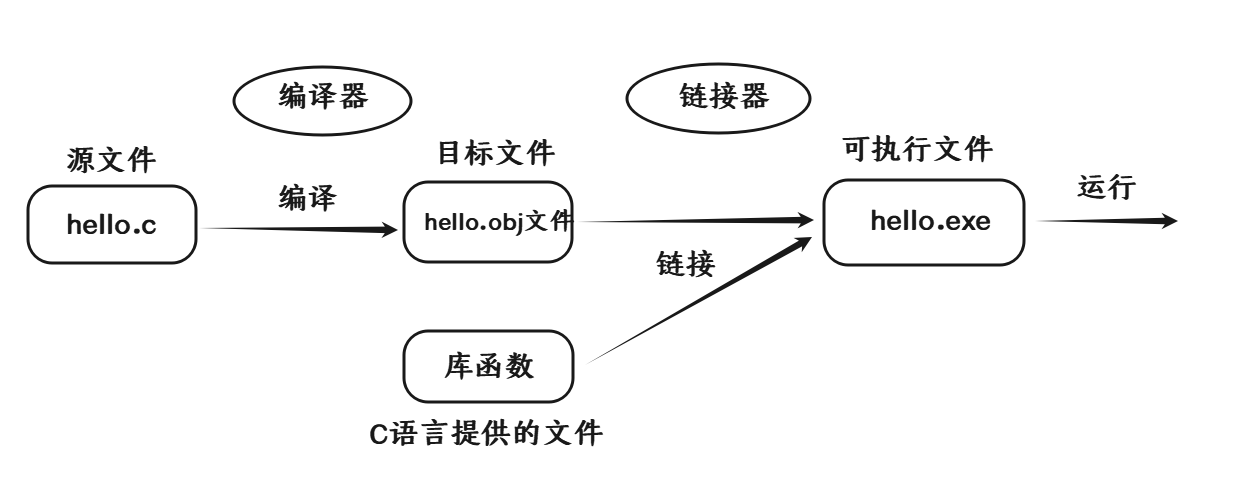 编译器
链接器
源文件
目标文件
可执行文件
hello.c
编译
hello.obj文件
链接
hello.exe
运行
库函数
C语言提供的文件